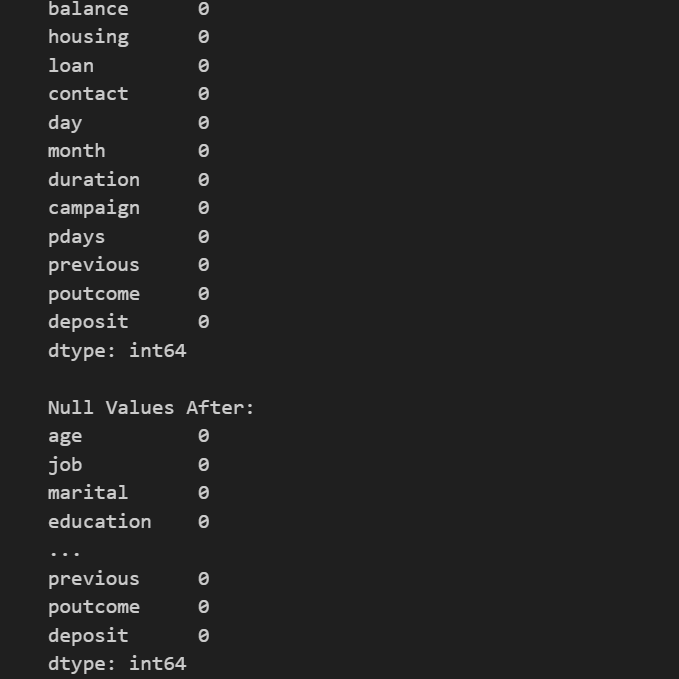 balance      0
housing      0
loan         0
contact      0
day          0
month        0
duration     0
campaign     0
pdays        0
previous     0
poutcome     0
deposit      0
dtype: int64

Null Values After:
age          0
job          0
marital      0
education    0
...
previous     0
poutcome     0
deposit      0
dtype: int64